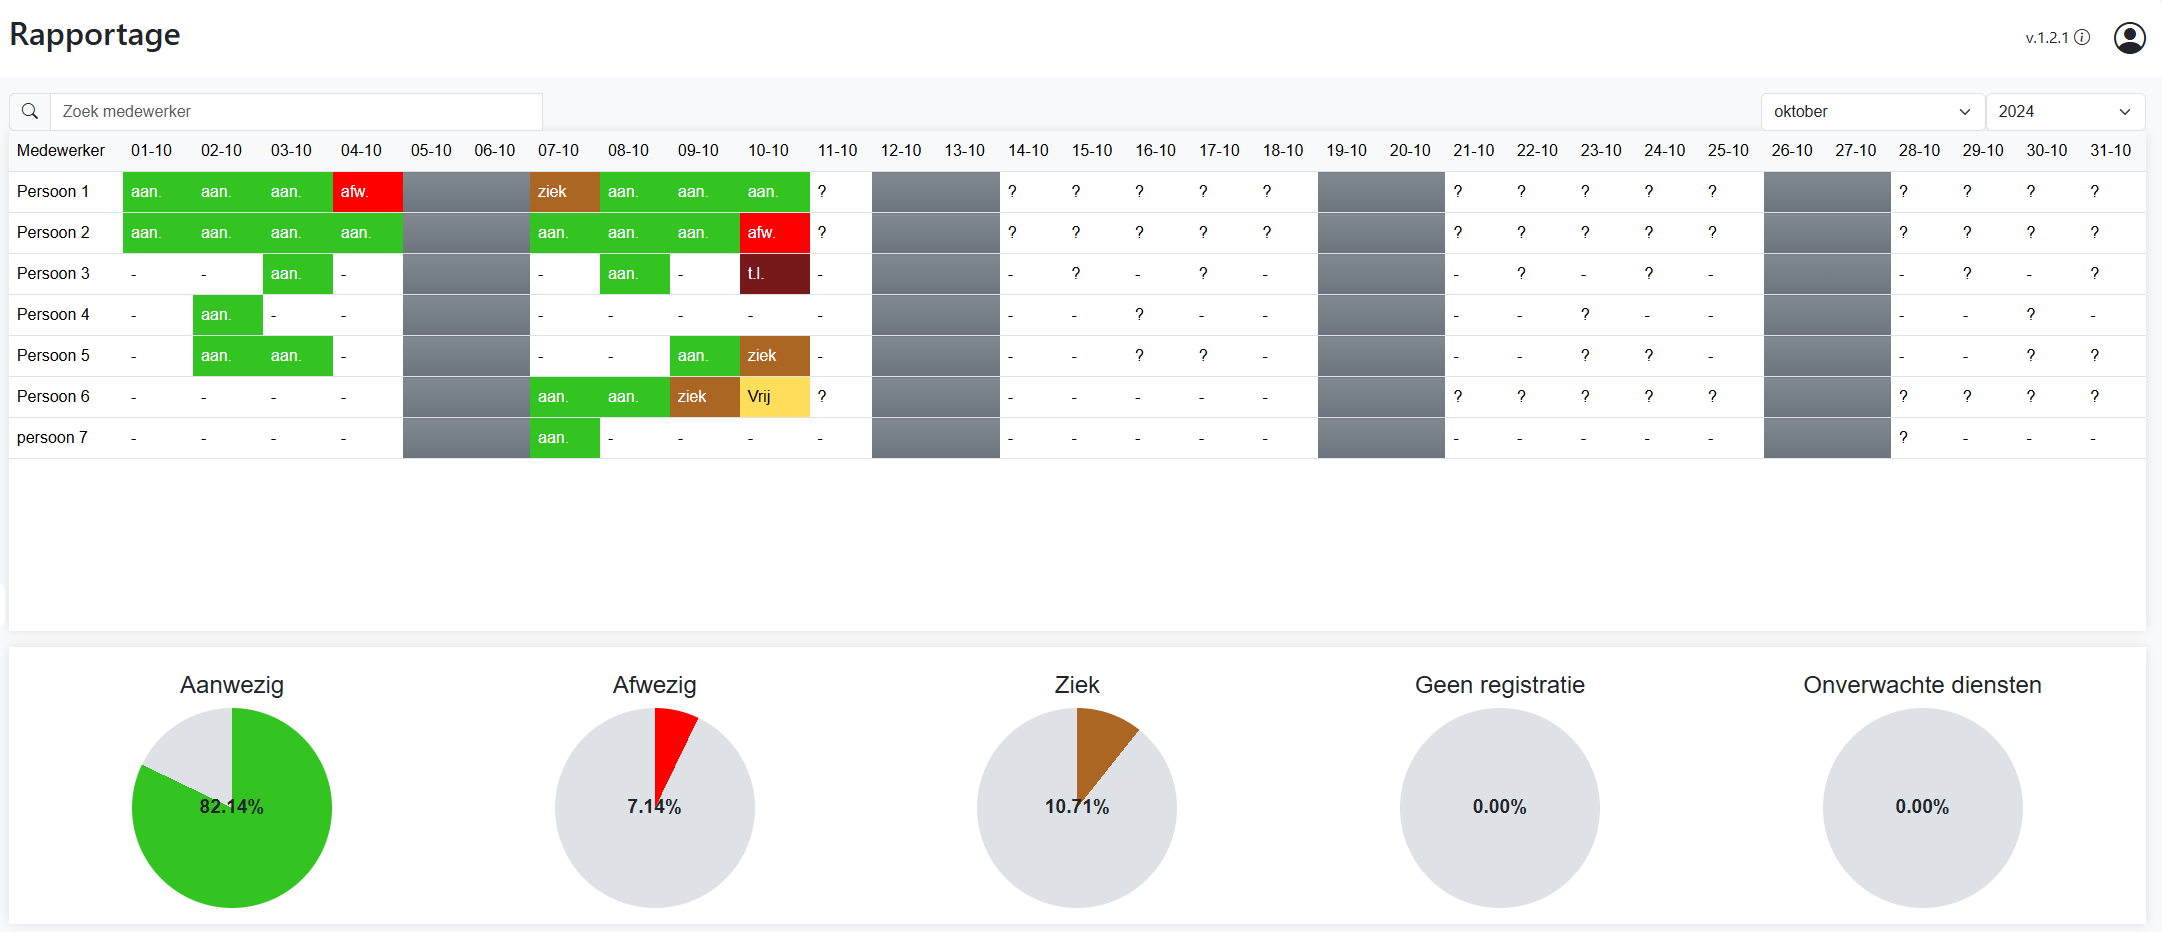 Rapportage
v.1.2.1
Zoek medewerker
oktober 2024
Medewerker 01-10 02-10 03-10 04-10 05-10 06-10 07-10 08-10 09-10 10-10 11-10 12-10 13-10 14-10 15-10 16-10 17-10 18-10 19-10 20-10 21-10 22-10 23-10 24-10 25-10 26-10 27-10 28-10 29-10 30-10 31-10
Persoon 1 aan. aan. aan. afw. ziek aan. aan. aan. ? ? ? ? ? ? ? ? ? ? ? ? ? ? ?
Persoon 2 aan. aan. aan. aan. aan. aan. aan. afw. ? ? ? ? ? ? ? ? ? ? ? ? ? ? ?
Persoon 3 - - aan. - - aan. - t.l. - - ? - ? - - ? - ? - - ? - ?
Persoon 4 - aan. - - - - - - - - - ? - - - - ? - - - - ? -
Persoon 5 - aan. aan. - - - aan. ziek - - - ? ? - - - ? ? - - - ? ?
Persoon 6 - - - - aan. aan. ziek Vrij ? - - - - - ? ? ? ? ? ? ? ? ?
persoon 7 - - - - aan. - - - - - - - - - - - - - - ? - - -
Aanwezig Afwezig Ziek Geen registratie Onverwachte diensten
82.14% 7.14% 10.71% 0.00% 0.00%